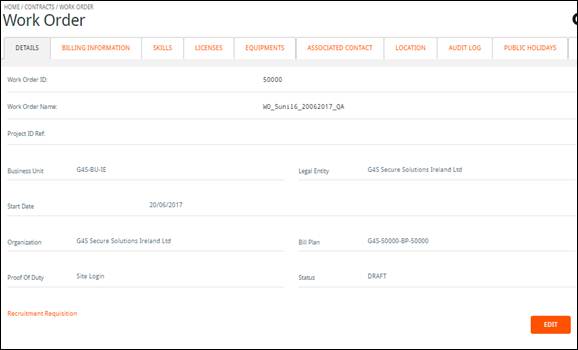 HOME / CONTRACTS / WORK ORDER
Work Order
DETAILS BILLING INFORMATION SKILLS LICENSES EQUIPMENTS ASSOCIATED CONTACT LOCATION AUDIT LOG PUBLIC HOLIDAYS
Work Order ID: 50000
Work Order Name: WO_Sunil6_20062017_QA
Project ID Ref:
Business Unit G4S-BU-IE Legal Entity G4S Secure Solutions Ireland Ltd
Start Date 20/06/2017
Organization G4S Secure Solutions Ireland Ltd Bill Plan G4S-50000-BP-50000
Proof Of Duty Site Login Status DRAFT
Recruitment Requisition
EDIT